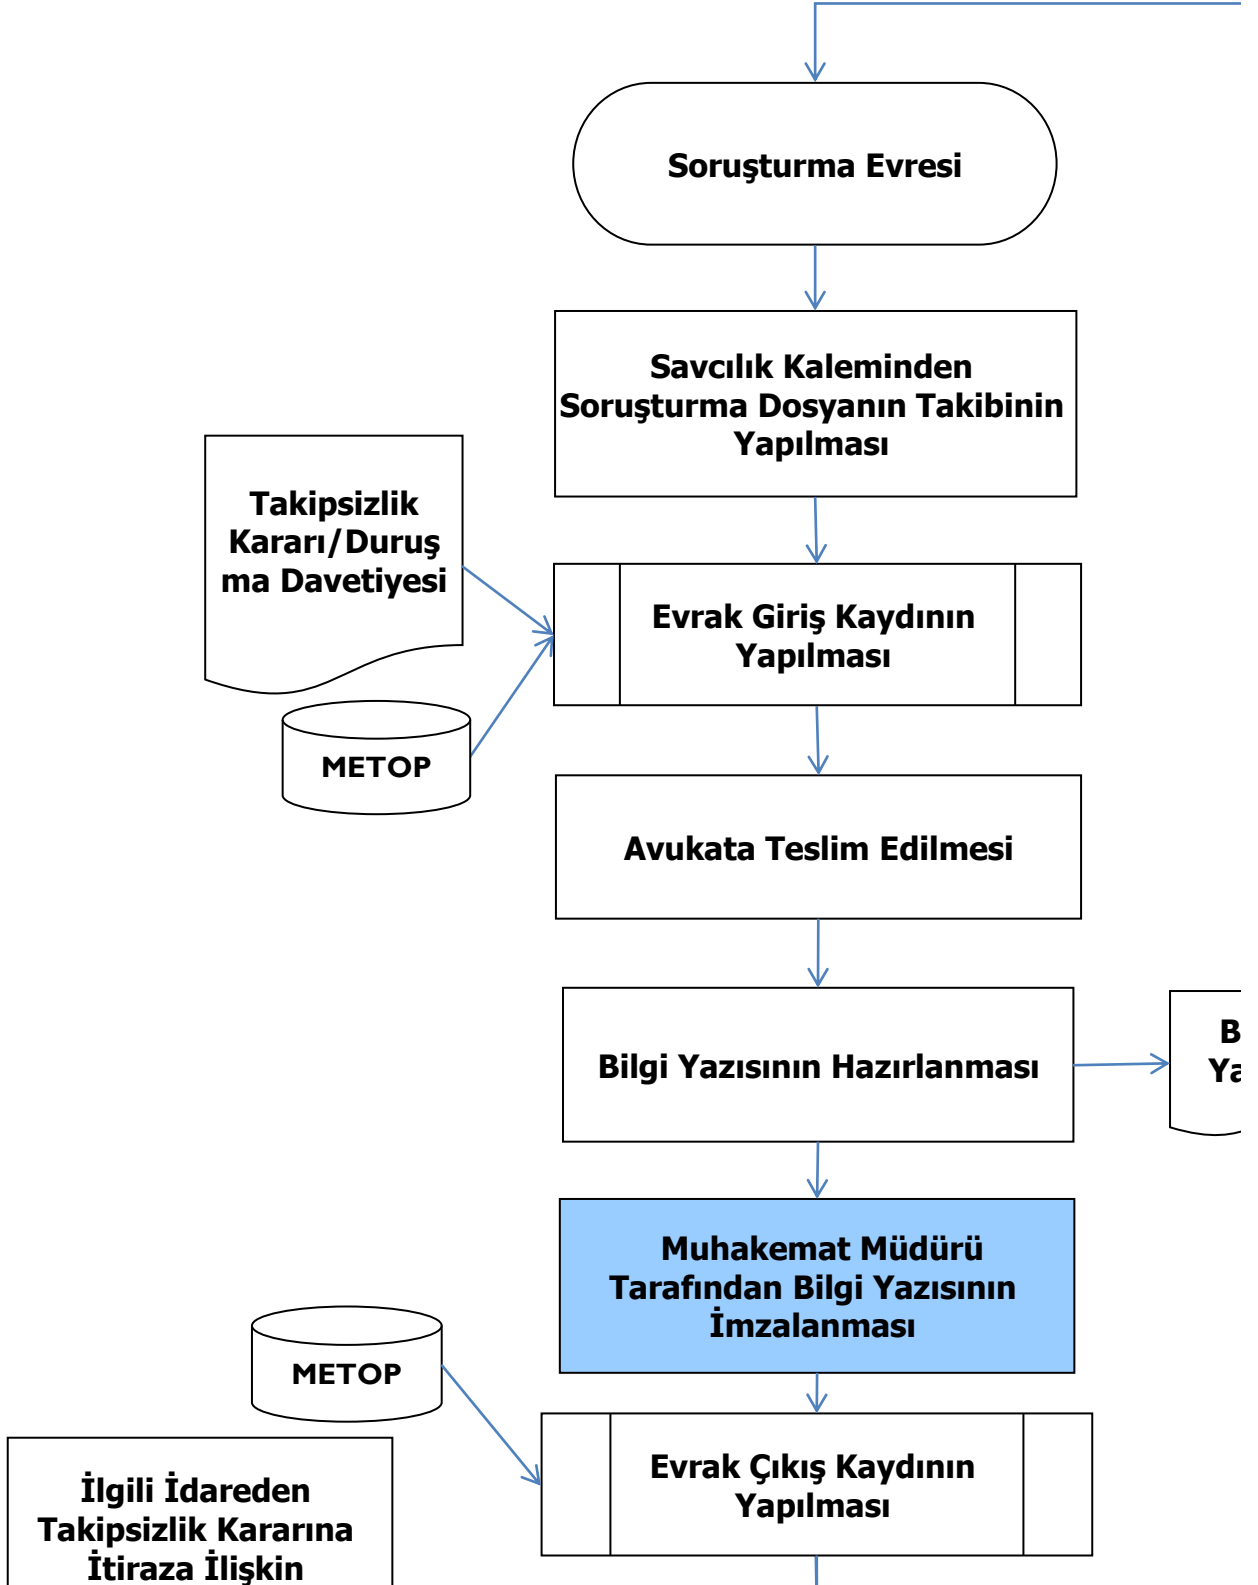 Soruşturma Evresi
Savcılık Kaleminden
Soruşturma Dosyanın Takibinin
Yapılması
Takipsizlik
Kararı/Duruş
ma Davetiyesi
Evrak Giriş Kaydının
Yapılması
METOP
Avukata Teslim Edilmesi
Bilgi Yazısının Hazırlanması
Muhakemat Müdürü
Tarafından Bilgi Yazısının
İmzalanması
METOP
Evrak Çıkış Kaydının
Yapılması
İlgili İdareden
Takipsizlik Kararına
İtiraza İlişkin